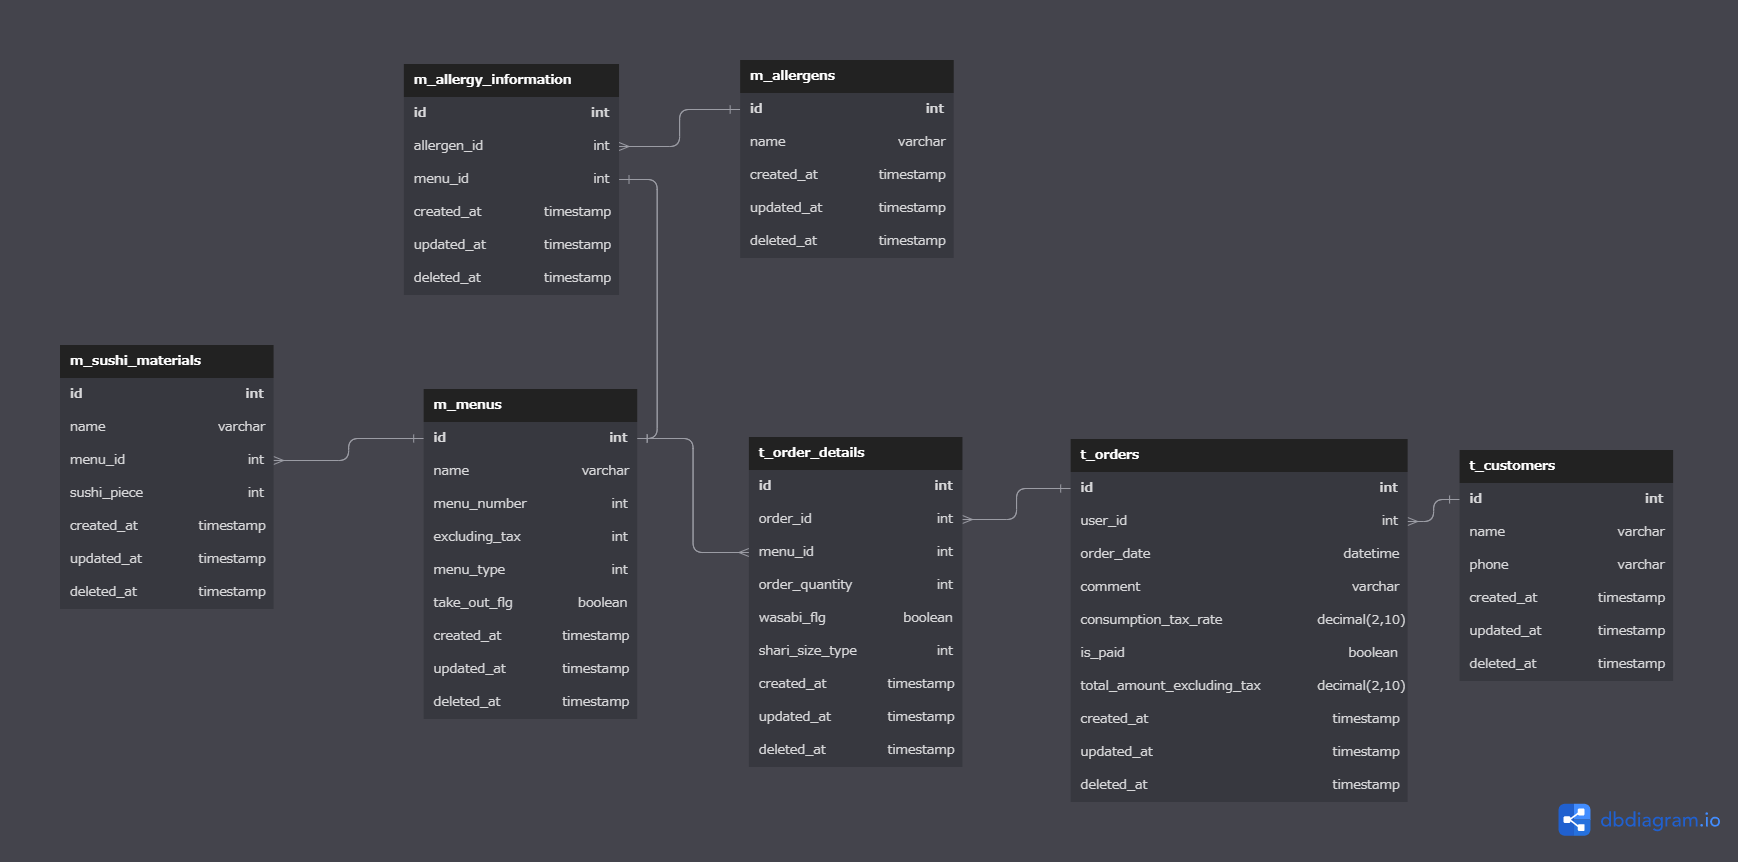 m_allergy_information
id int
allergen_id int
menu_id int
created_at timestamp
updated_at timestamp
deleted_at timestamp
m_allergens
id int
name varchar
created_at timestamp
updated_at timestamp
deleted_at timestamp
m_sushi_materials
id int
name varchar
menu_id int
sushi_piece int
created_at timestamp
updated_at timestamp
deleted_at timestamp
m_menus
id int
name varchar
menu_number int
excluding_tax int
menu_type int
take_out_flg boolean
created_at timestamp
updated_at timestamp
deleted_at timestamp
t_order_details
id int
order_id int
menu_id int
order_quantity int
wasabi_flg boolean
shari_size_type int
created_at timestamp
updated_at timestamp
deleted_at timestamp
t_orders
id int
user_id int
order_date datetime
comment varchar
consumption_tax_rate decimal(2,10)
is_paid boolean
total_amount_excluding_tax decimal(2,10)
created_at timestamp
updated_at timestamp
deleted_at timestamp
t_customers
id int
name varchar
phone varchar
created_at timestamp
updated_at timestamp
deleted_at timestamp
dbdiagram.io